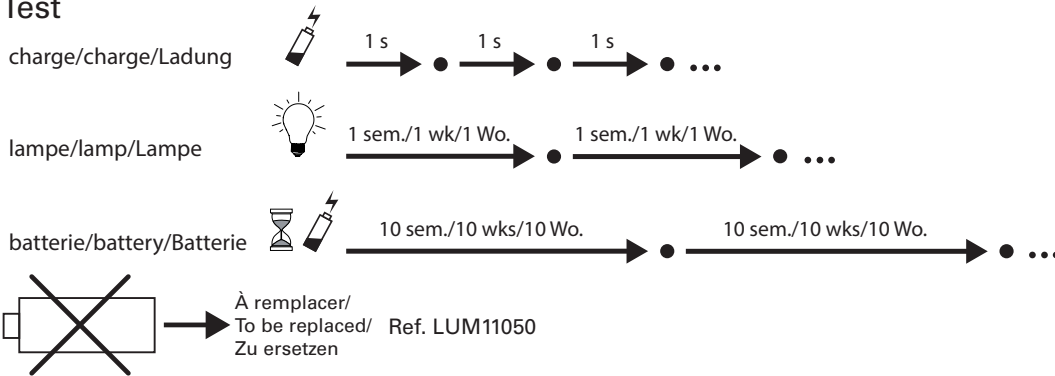 Test
charge/charge/Ladung
1 s 1 s 1 s
lampe/lamp/Lampe
1 sem./1 wk/1 Wo. 1 sem./1 wk/1 Wo.
batterie/battery/Batterie
10 sem./10 wks/10 Wo. 10 sem./10 wks/10 Wo.
À remplacer/
To be replaced/ Ref. LUM11050
Zu ersetzen